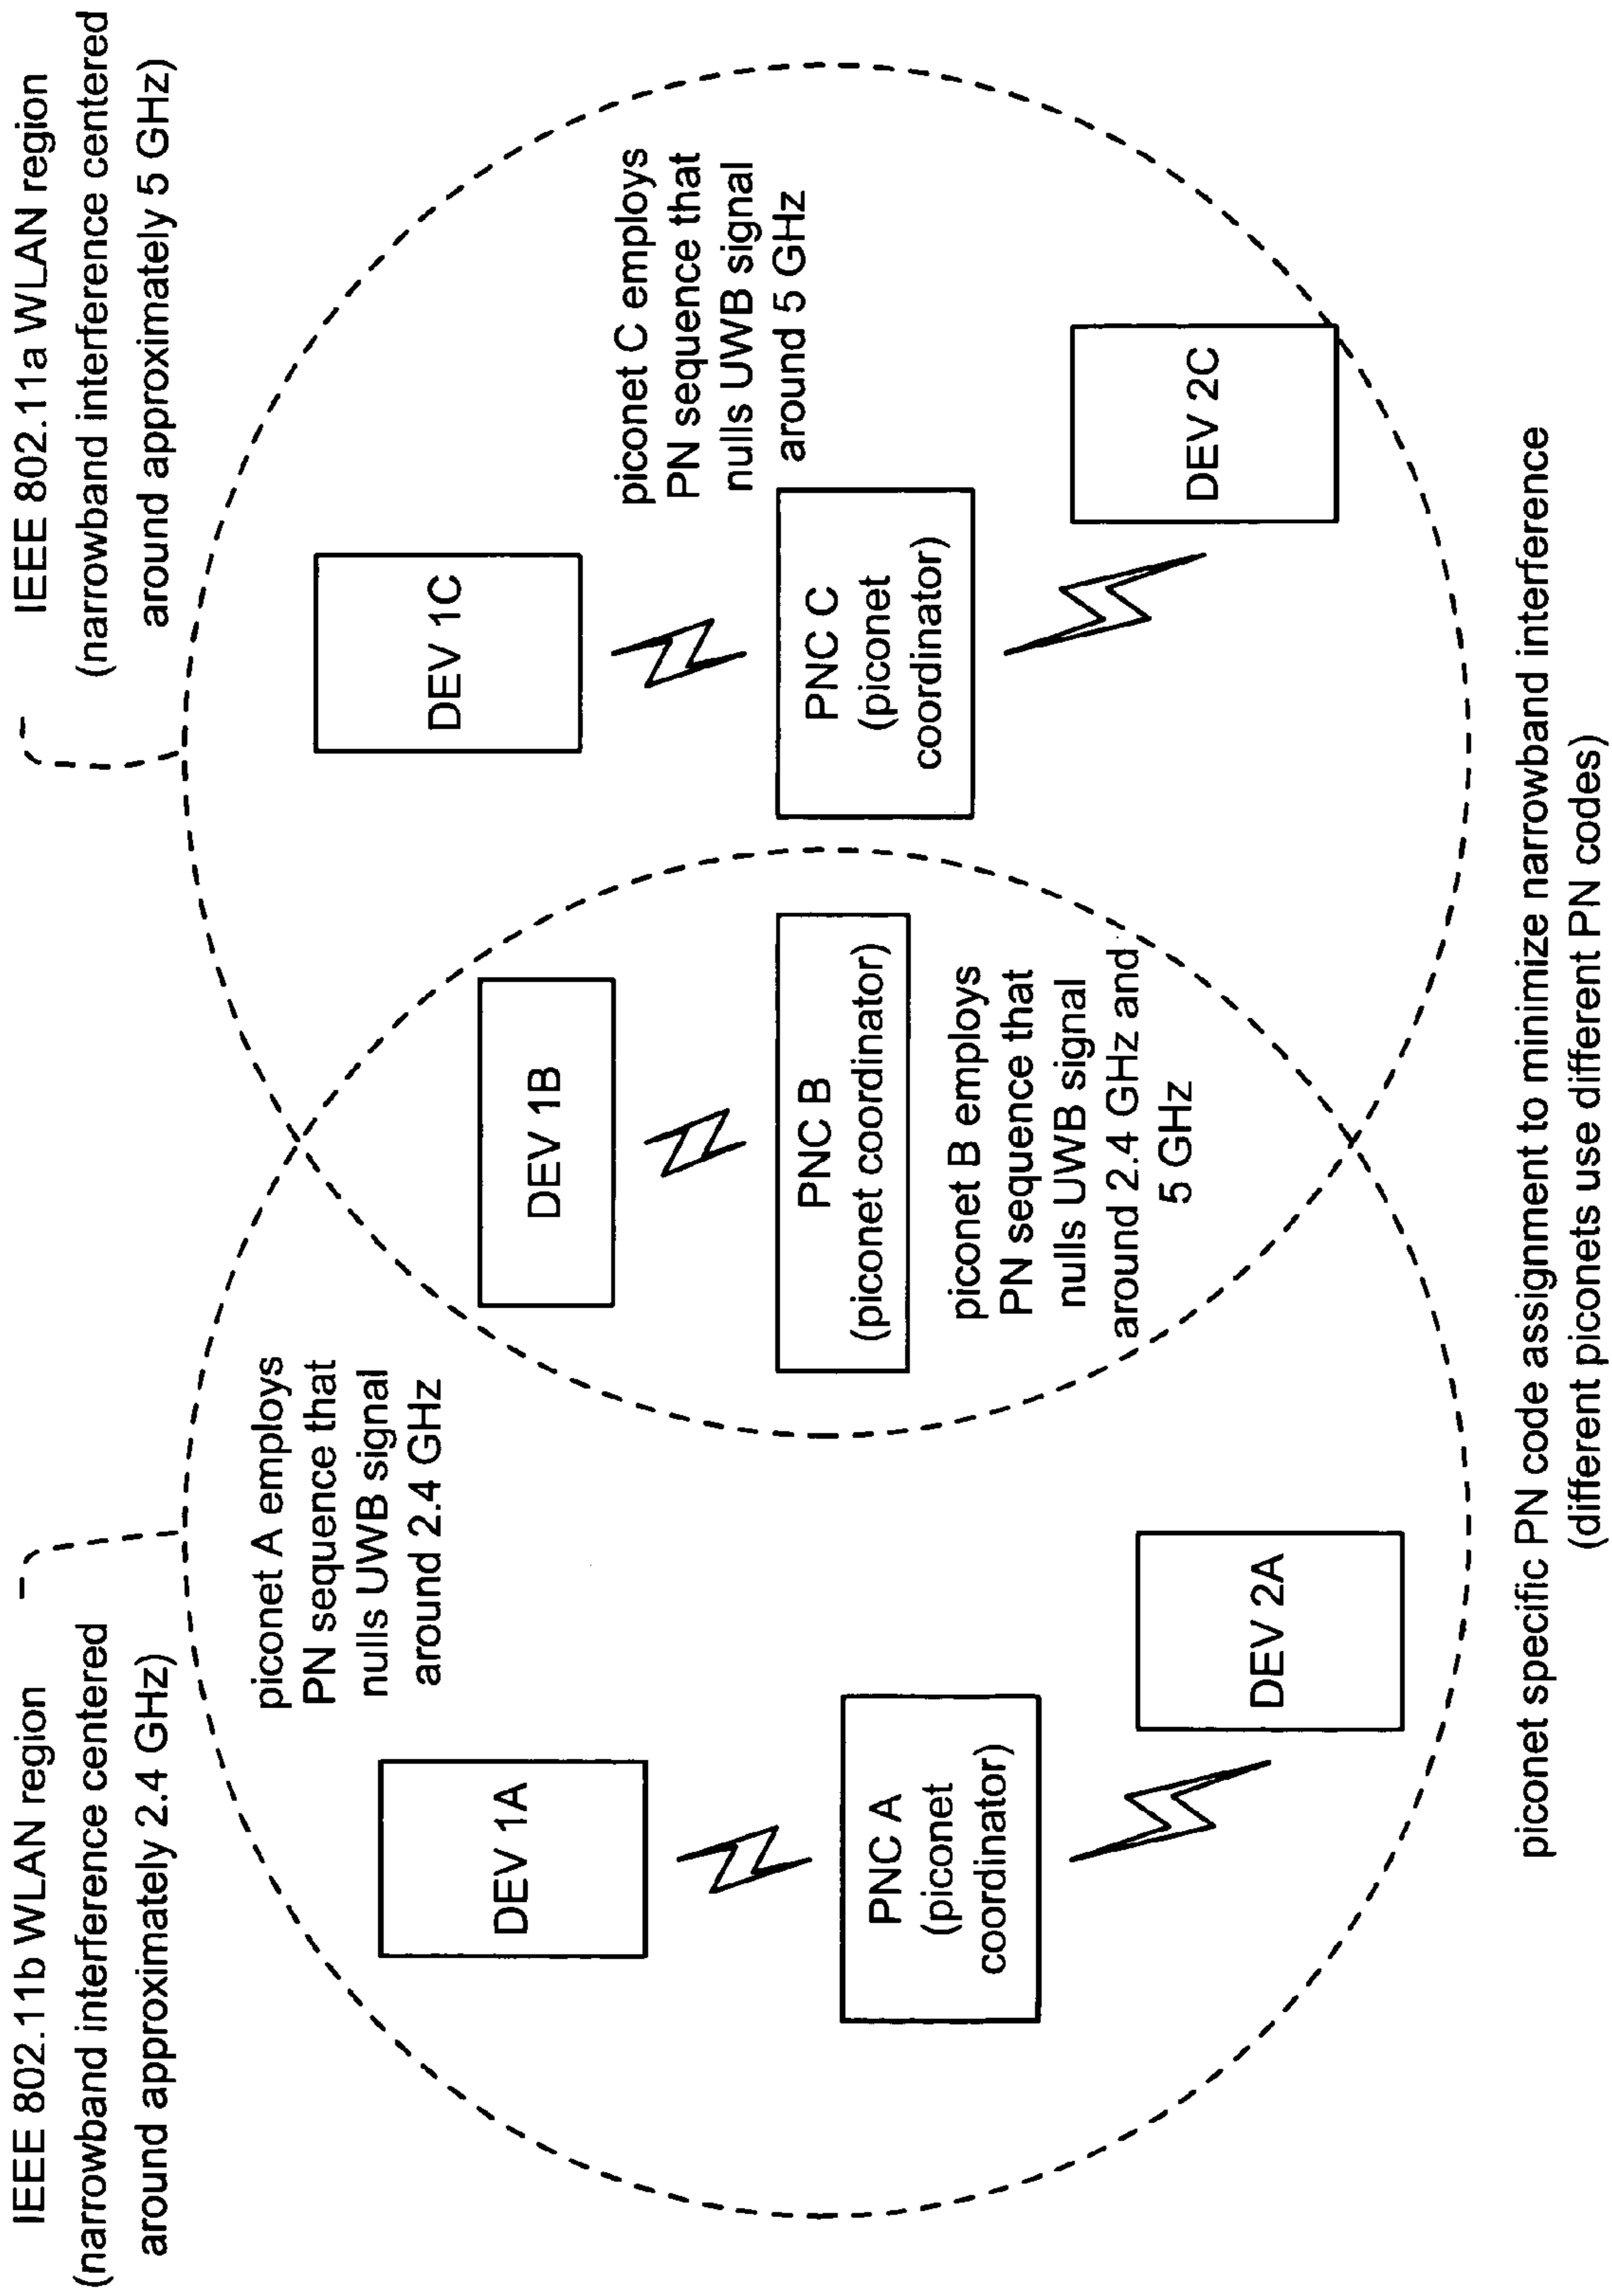 IEEE 802.11b WLAN region
(narrowband interference centered
around approximately 2.4 GHz)
IEEE 802.11a WLAN region
(narrowband interference centered
around approximately 5 GHz)
piconet A employs
PN sequence that
nulls UWB signal
around 2.4 GHz
DEV 1A
PNC A
(piconet
coordinator)
DEV 2A
DEV 1B
PNC B
(piconet coordinator)
piconet B employs
PN sequence that
nulls UWB signal
around 2.4 GHz and
5 GHz
DEV 1C
piconet C employs
PN sequence that
nulls UWB signal
around 5 GHz
PNC C
(piconet
coordinator)
DEV 2C
piconet specific PN code assignment to minimize narrowband interference
(different piconets use different PN codes)